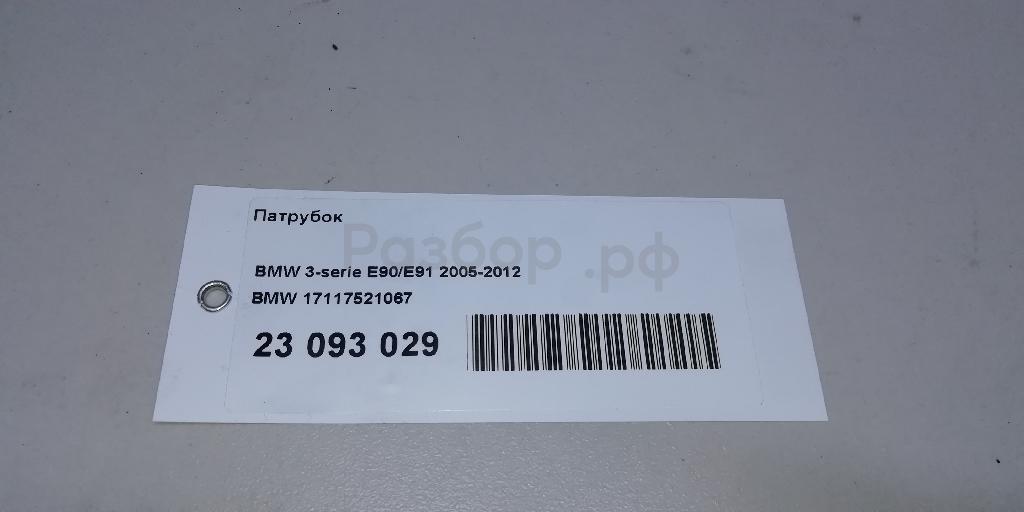 Патрубок
Разбор.рф
BMW 3-serie E90/E91 2005-2012
BMW 17117521067
23 093 029